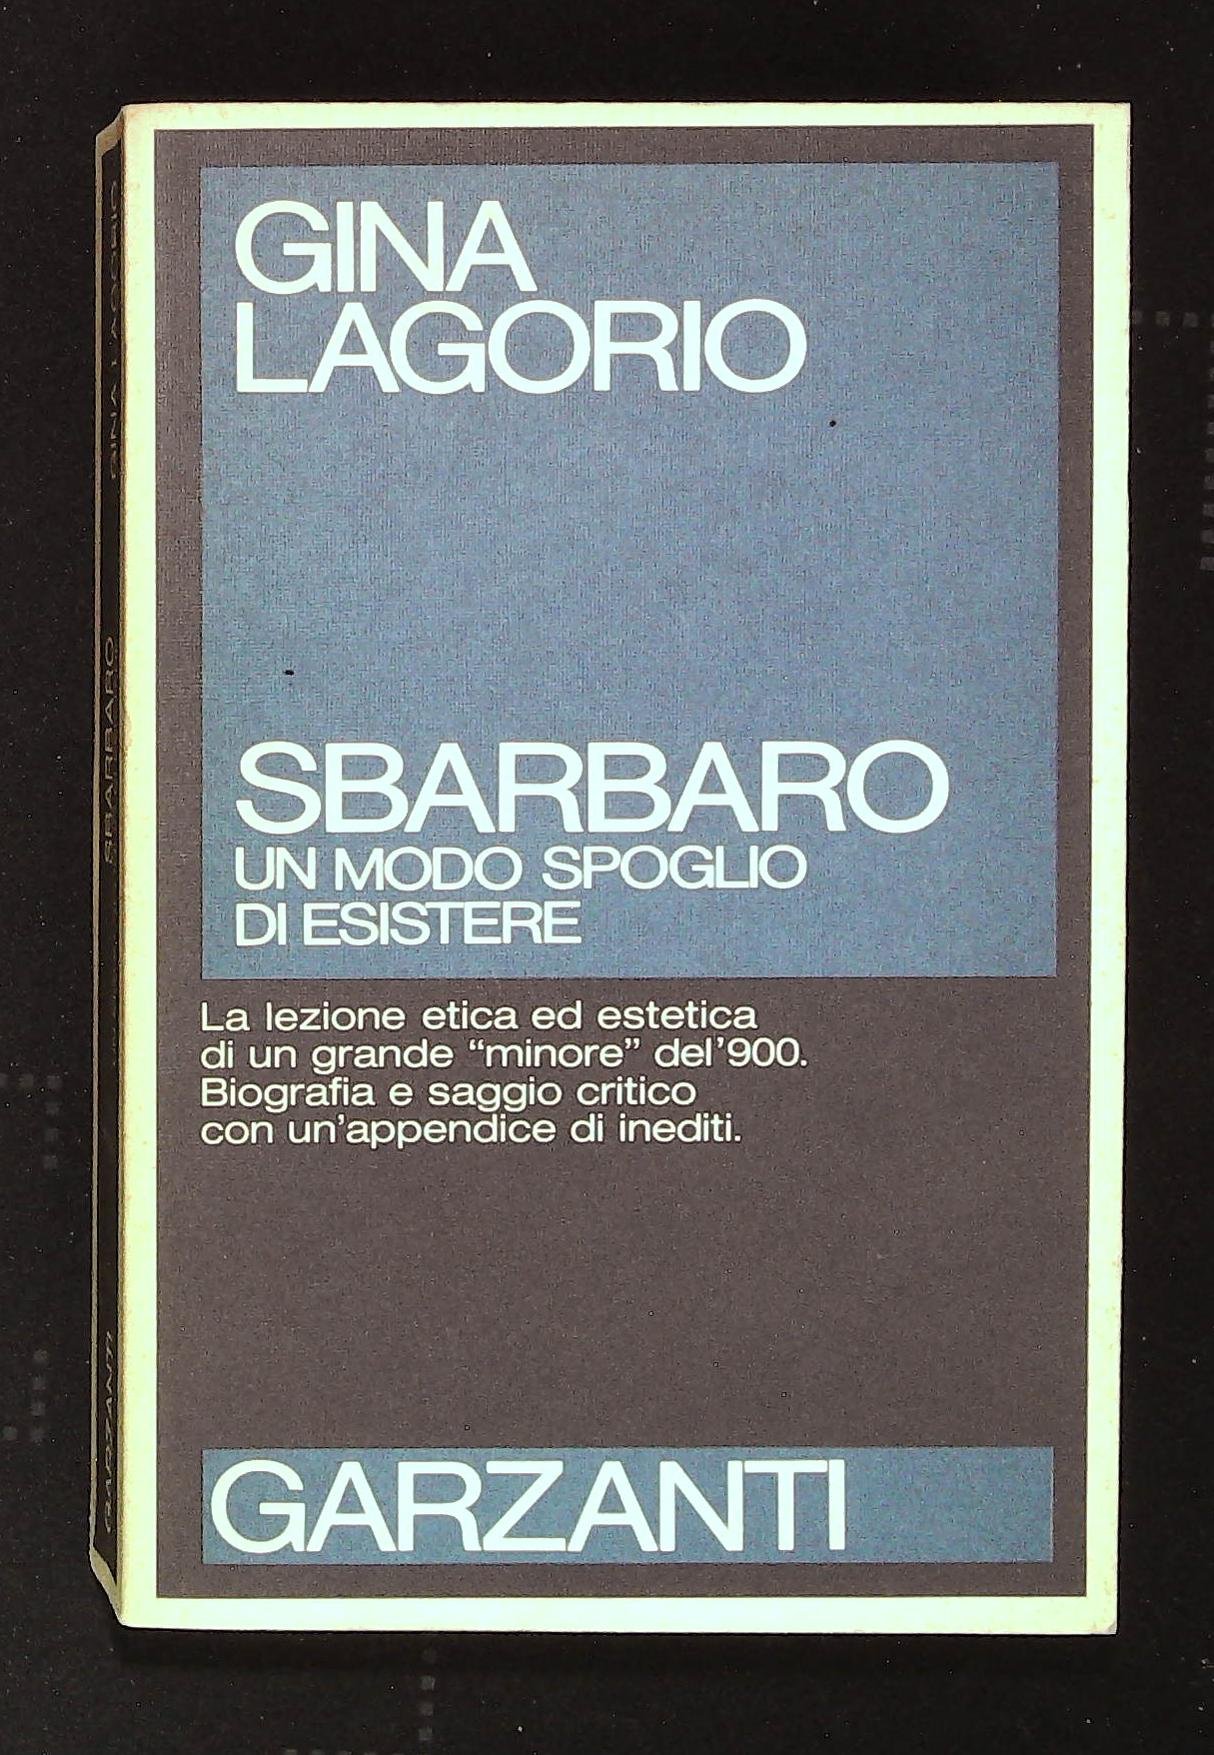 GINA
LAGORIO
SBARBARO
UN MODO SPOGLIO
DI ESISTERE
La lezione etica ed estetica
di un grande “minore” del’900.
Biografia e saggio critico
con un’appendice di inediti.
GARZANTI
GINA LAGORIO
SBARBARO
GARZANTI